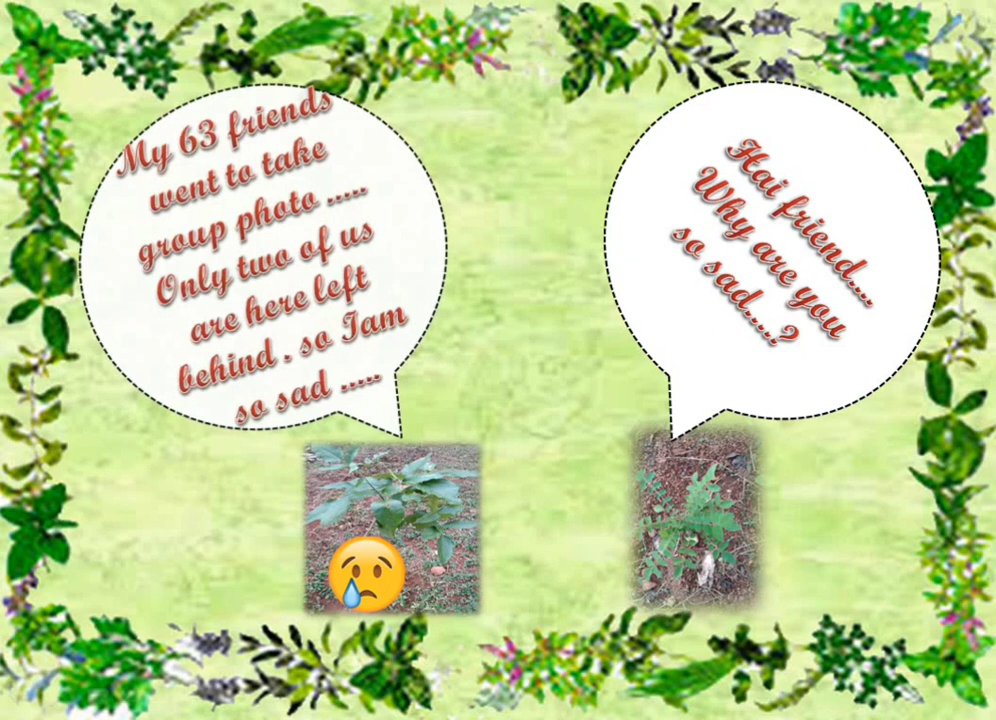 My 63 friends
went to take
group photo .....
Only two of us
are here left
behind . so Iam
so sad .....
Hai friend....
Why are you
so sad.....?